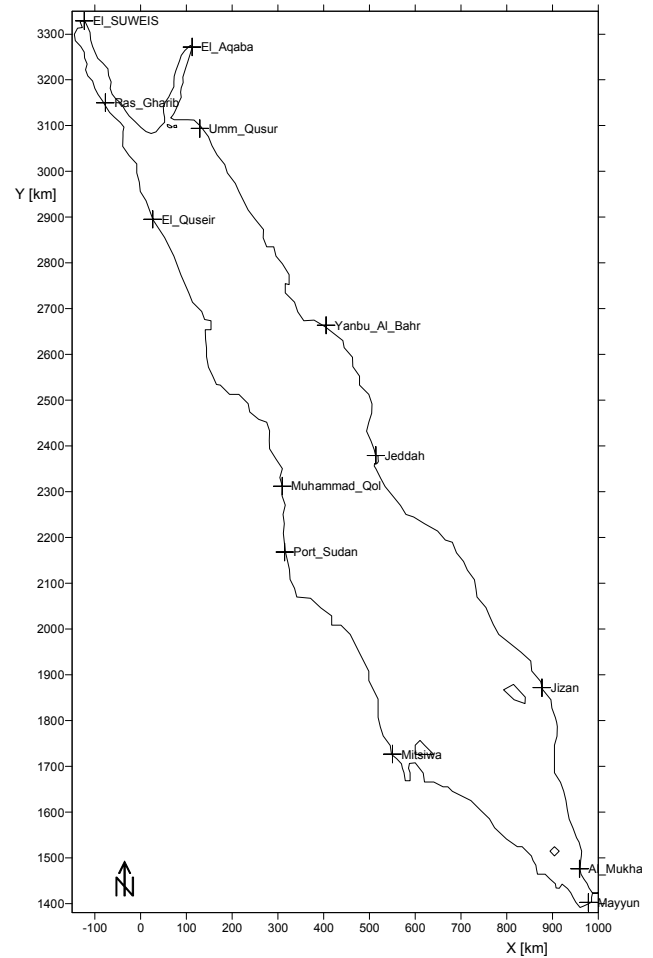 3300
El_SUWEIS
El_Aqaba
3200
Ras_Gharib
3100
Umm_Qusur
3000
Y [km]
2900
El_Quseir
2800
2700
Yanbu_Al_Bahr
2600
2500
2400
Jeddah
2300
Muhammad_Qol
2200
Port_Sudan
2100
2000
1900
Jizan
1800
1700
Mitsiwa
1600
1500
Al_Mukha
N
1400
Mayyun
-100 0 100 200 300 400 500 600 700 800 900 1000
X [km]